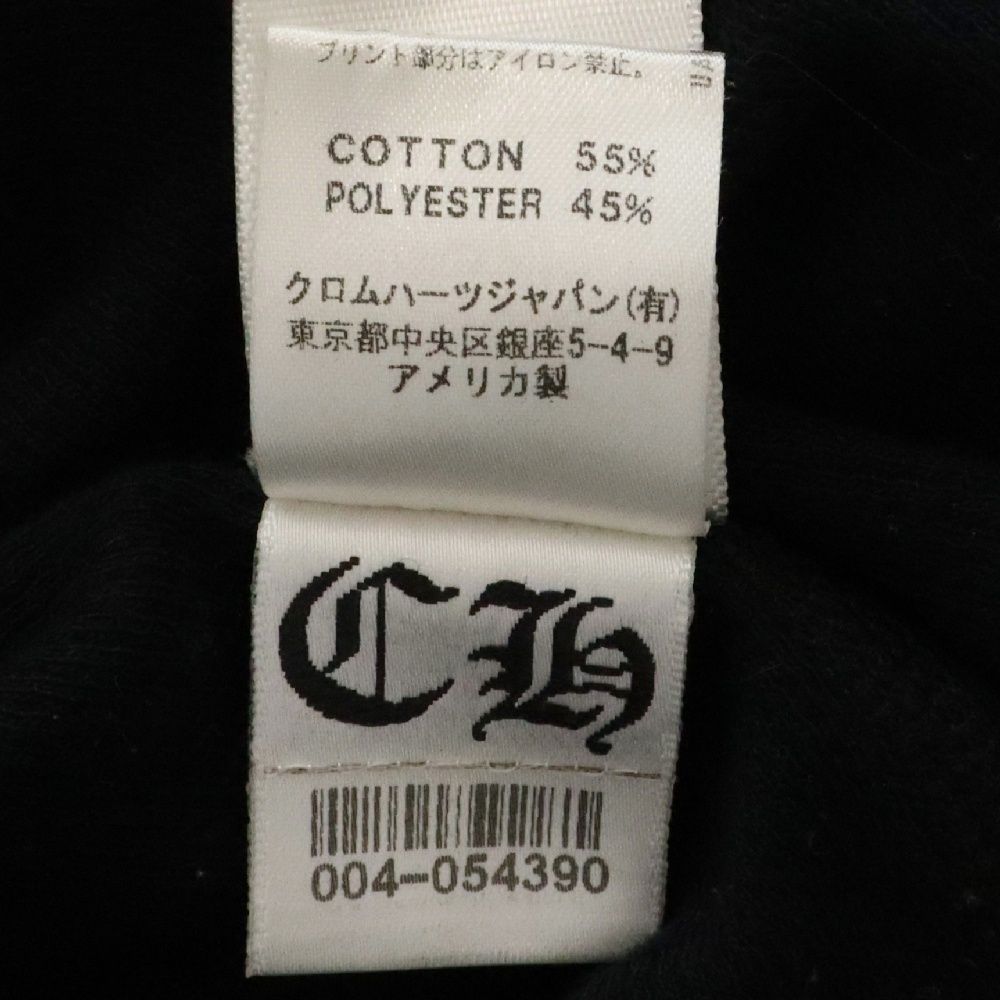 プリント部分はアイロン禁止。
COTTON 55%
POLYESTER 45%
クロムハーツジャパン(有)
東京都中央区銀座5-4-9
アメリカ製
CH
004-054390